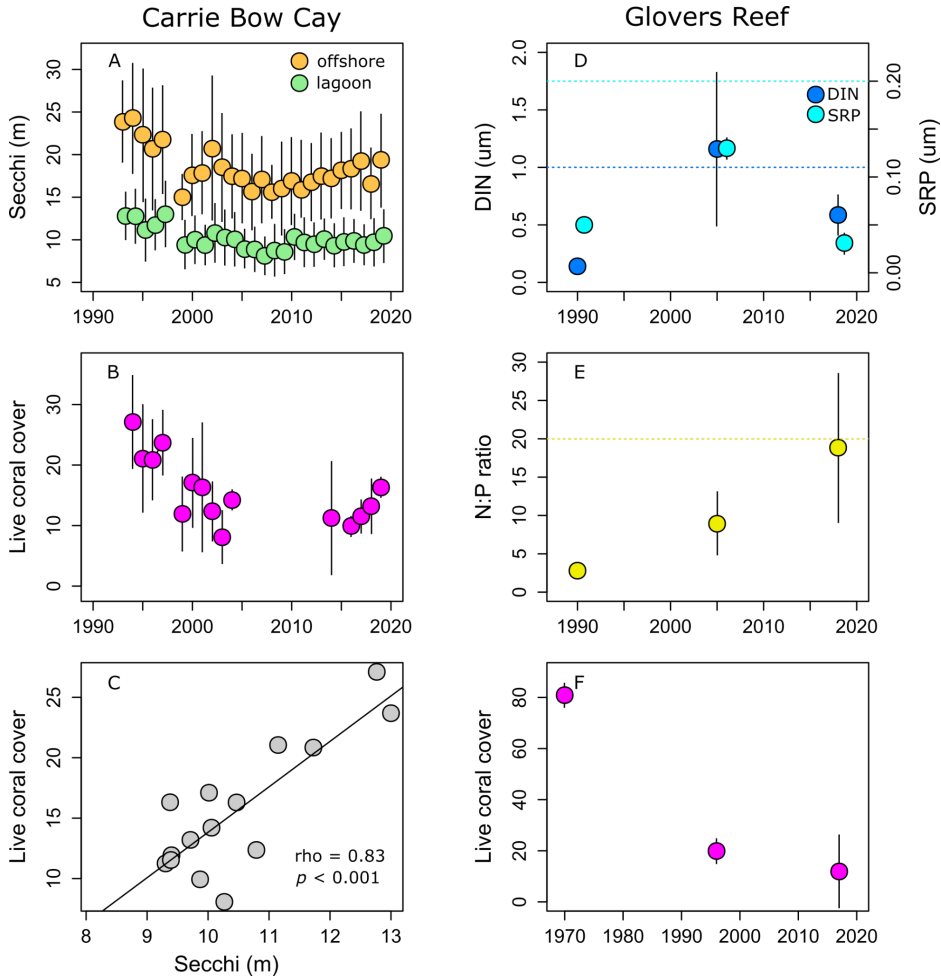 Carrie Bow Cay
Glovers Reef
A
offshore
lagoon
Secchi (m)
30
25
20
15
10
5
1990
2000
2010
2020
D
DIN
SRP
DIN (um)
2.0
1.5
1.0
0.5
0.0
SRP (um)
0.20
0.10
0.00
1990
2000
2010
2020
B
Live coral cover
30
20
10
0
1990
2000
2010
2020
E
N:P ratio
30
25
20
15
10
5
0
1990
2000
2010
2020
C
Live coral cover
25
20
15
10
rho = 0.83
p < 0.001
8
9
10
11
12
13
Secchi (m)
F
Live coral cover
80
60
40
20
0
1970
1980
1990
2000
2010
2020